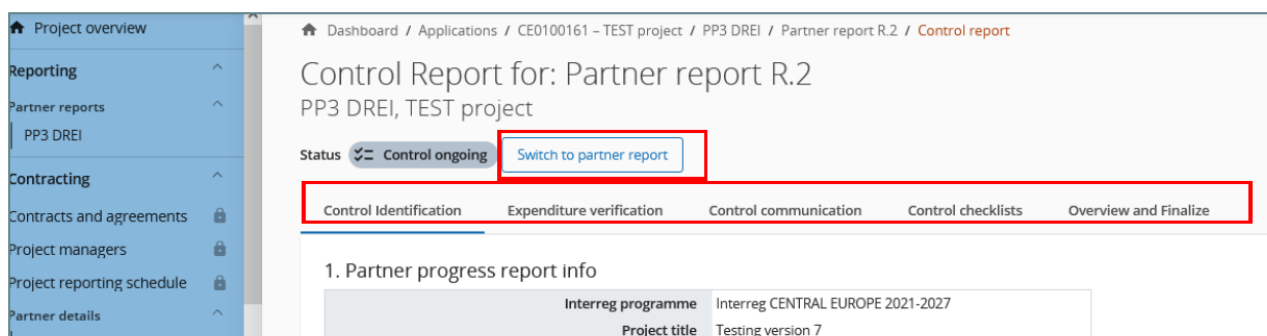 Project overview
Reporting
Partner reports
PP3 DREI
Contracting
Contracts and agreements
Project managers
Project reporting schedule
Partner details
Dashboard / Applications / CE0100161 – TEST project / PP3 DREI / Partner report R.2 / Control report
Control Report for: Partner report R.2
PP3 DREI, TEST project
Status Control ongoing Switch to partner report
Control Identification Expenditure verification Control communication Control checklists Overview and Finalize
1. Partner progress report info
Interreg programme Interreg CENTRAL EUROPE 2021-2027
Project title Testing version 7